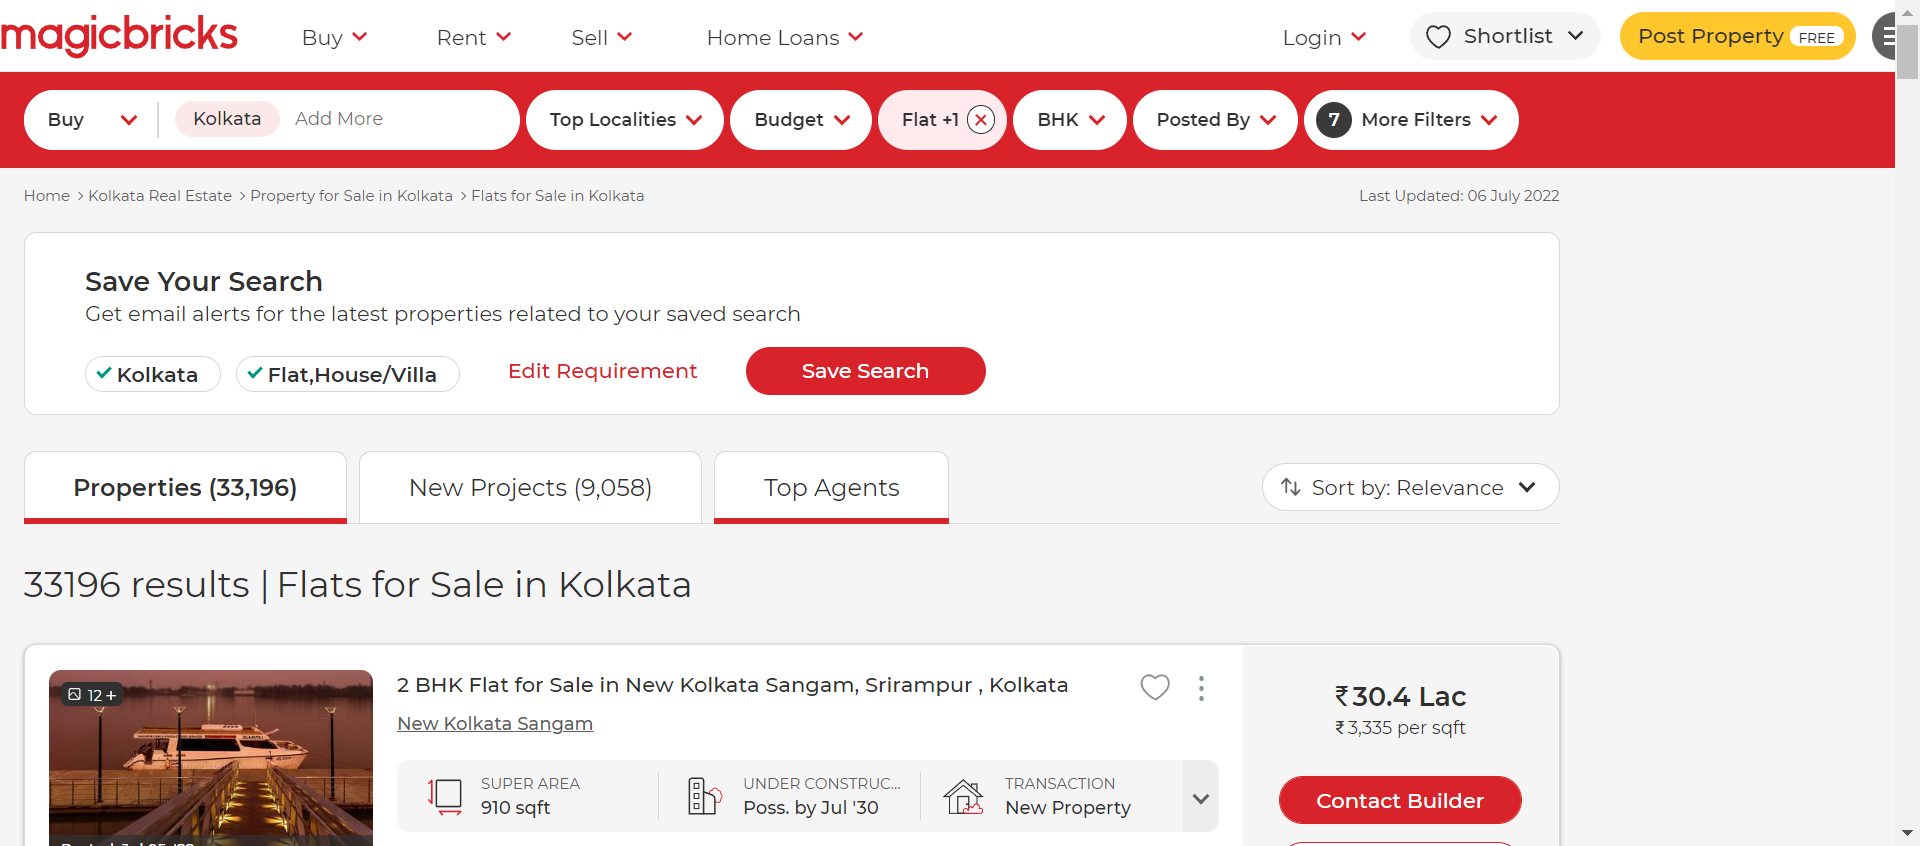 magicbricks
Buy
Rent
Sell
Home Loans
Login
Shortlist
Post Property FREE
Buy
Kolkata
Add More
Top Localities
Budget
Flat +1
BHK
Posted By
7 More Filters
Home > Kolkata Real Estate > Property for Sale in Kolkata > Flats for Sale in Kolkata
Last Updated: 06 July 2022
Save Your Search
Get email alerts for the latest properties related to your saved search
Kolkata
Flat,House/Villa
Edit Requirement
Save Search
Properties (33,196)
New Projects (9,058)
Top Agents
Sort by: Relevance
33196 results | Flats for Sale in Kolkata
12+
2 BHK Flat for Sale in New Kolkata Sangam, Srirampur , Kolkata
New Kolkata Sangam
SUPER AREA
910 sqft
UNDER CONSTRUC...
Poss. by Jul '30
TRANSACTION
New Property
₹30.4 Lac
₹3,335 per sqft
Contact Builder